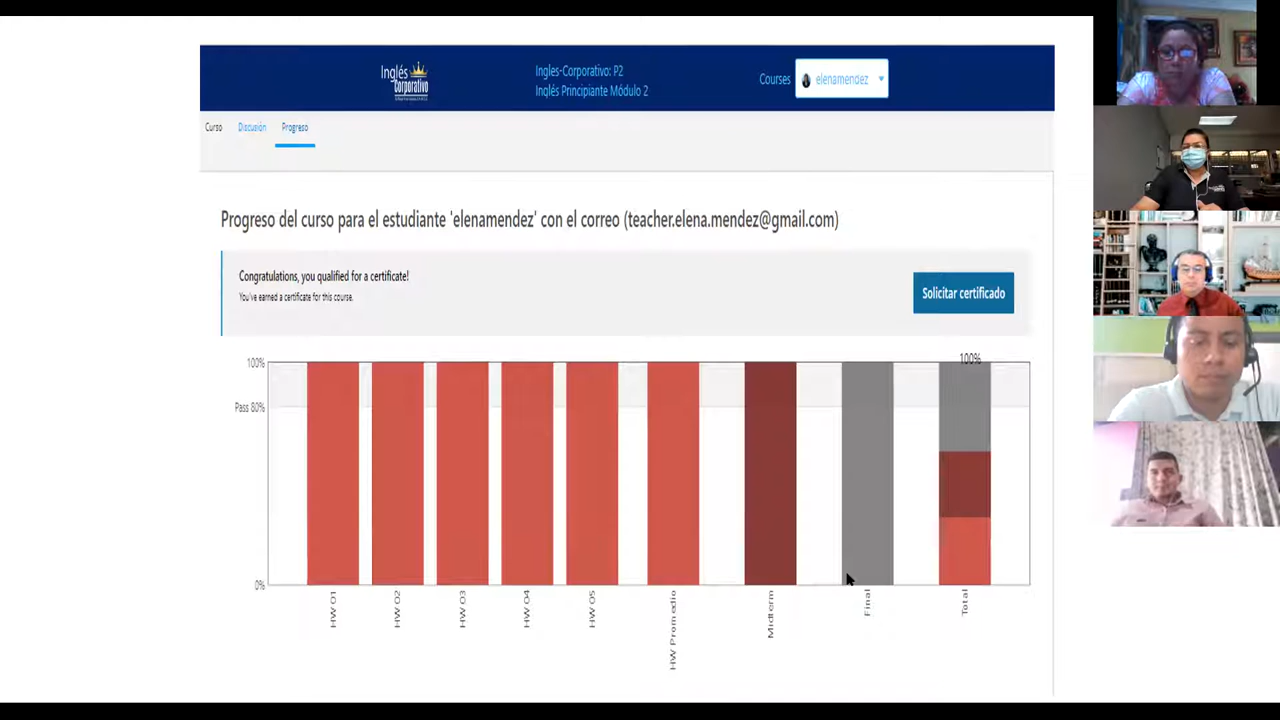 Inglés
Corporativo
Ingles-Corporativo: P2
Inglés Principiante Módulo 2
Courses
elenamendez
Curso
Discusión
Progreso
Progreso del curso para el estudiante 'elenamendez' con el correo (teacher.elena.mendez@gmail.com)
Congratulations, you qualified for a certificate!
You've earned a certificate for this course.
Solicitar certificado
100%
100%
Pass 80%
0%
HW 01
HW 02
HW 03
HW 04
HW 05
HW Promedio
Midterm
Final
Total